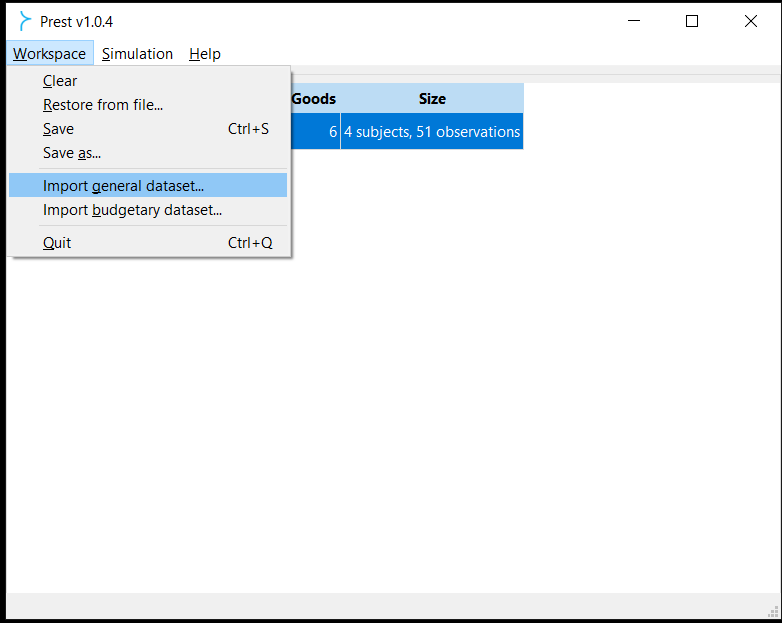 Prest v1.0.4
Workspace Simulation Help
Clear
Restore from file...
Save Ctrl+S
Save as...
Import general dataset...
Import budgetary dataset...
Quit Ctrl+Q
Goods Size
6 4 subjects, 51 observations